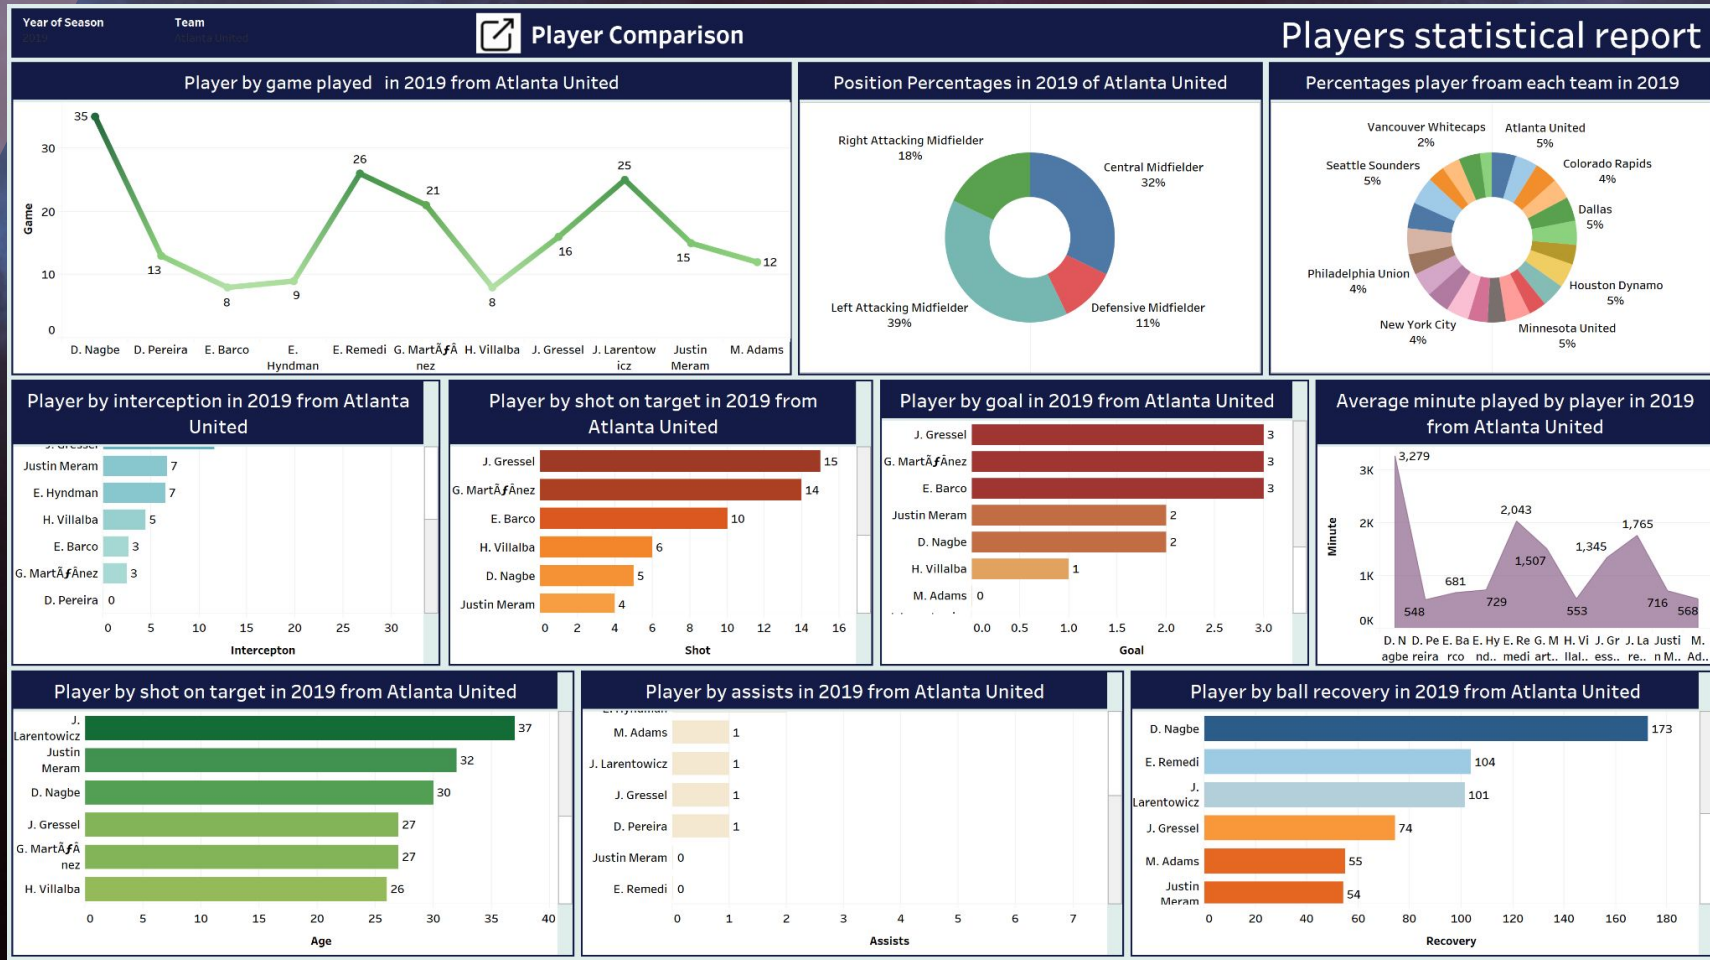 Year of Season
2019
Team
Atlanta United
Player Comparison
Players statistical report
Player by game played in 2019 from Atlanta United
Game
30
20
10
0
35
13
8
9
26
21
8
16
25
15
12
D. Nagbe
D. Pereira
E. Barco
E.
Hyndman
E. Remedi
G. MartÃƒÂ
nez
H. Villalba
J. Gressel
J. Larentow
icz
Justin
Meram
M. Adams
Position Percentages in 2019 of Atlanta United
Right Attacking Midfielder
18%
Central Midfielder
32%
Left Attacking Midfielder
39%
Defensive Midfielder
11%
Percentages player froam each team in 2019
Vancouver Whitecaps
2%
Atlanta United
5%
Seattle Sounders
5%
Colorado Rapids
4%
Dallas
5%
Philadelphia Union
4%
Houston Dynamo
5%
New York City
4%
Minnesota United
5%
Player by interception in 2019 from Atlanta
United
J. Gressel
Justin Meram 7
E. Hyndman 7
H. Villalba 5
E. Barco 3
G. MartÃƒÂnez 3
D. Pereira 0
0 5 10 15 20 25 30
Intercepton
Player by shot on target in 2019 from
Atlanta United
J. Gressel 15
G. MartÃƒÂnez 14
E. Barco 10
H. Villalba 6
D. Nagbe 5
Justin Meram 4
0 2 4 6 8 10 12 14 16
Shot
Player by goal in 2019 from Atlanta United
J. Gressel 3
G. MartÃƒÂnez 3
E. Barco 3
Justin Meram 2
D. Nagbe 2
H. Villalba 1
M. Adams 0
0.0 0.5 1.0 1.5 2.0 2.5 3.0
Goal
Average minute played by player in 2019
from Atlanta United
Minute
3K
2K
1K
0K
3,279
548
681
729
2,043
1,507
553
1,345
1,765
716
568
D. N D. Pe E. Ba E. Hy E. Re G. M H. Vi J. Gr J. La Justi M.
agbe reira rco nd.. medi art.. llal.. ess.. re.. n M.. Ad..
Player by shot on target in 2019 from Atlanta United
J.
Larentowicz 37
Justin
Meram 32
D. Nagbe 30
J. Gressel 27
G. MartÃƒÂ
nez 27
H. Villalba 26
0 5 10 15 20 25 30 35 40
Age
Player by assists in 2019 from Atlanta United
E. Hyndman
M. Adams 1
J. Larentowicz 1
J. Gressel 1
D. Pereira 1
Justin Meram 0
E. Remedi 0
0 1 2 3 4 5 6 7
Assists
Player by ball recovery in 2019 from Atlanta United
D. Nagbe 173
E. Remedi 104
J.
Larentowicz 101
J. Gressel 74
M. Adams 55
Justin
Meram 54
0 20 40 60 80 100 120 140 160 180
Recovery